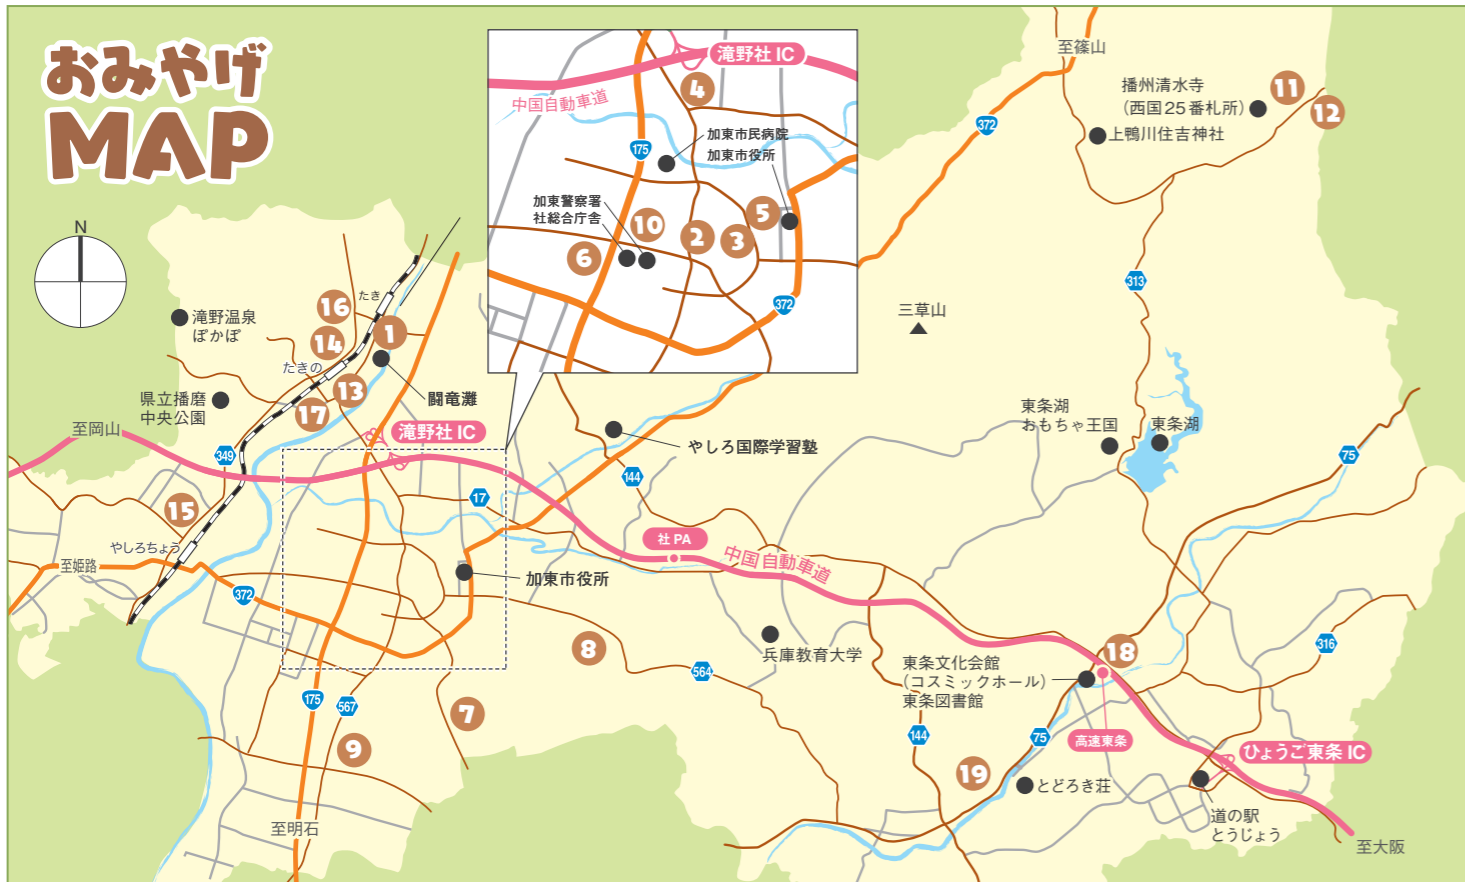 おみやげ
MAP
N
滝野社 IC
中国自動車道
4
加東市民病院
加東市役所
175
加東警察署
社総合庁舎
10
2
3
5
6
372
至篠山
372
播州清水寺
(西国25番札所)
11
12
上鴨川住吉神社
313
三草山
東条湖
おもちゃ王国
東条湖
75
滝野温泉
ぽかぽ
16
たき
14
1
たきの
13
闘竜灘
17
県立播磨
中央公園
至岡山
滝野社 IC
349
15
やしろちょう
至姫路
372
17
やしろ国際学習塾
144
社 PA
中国自動車道
加東市役所
8
564
兵庫教育大学
175
567
7
9
至明石
東条文化会館
(コスミックホール)
東条図書館
18
316
144
75
高速東条
ひょうご東条 IC
19
とどろき荘
道の駅
とうじょう
至大阪